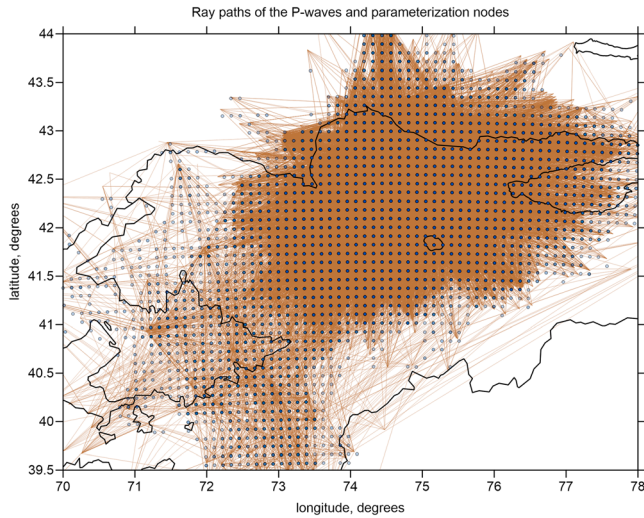 Ray paths of the P-waves and parameterization nodes
44
43.5
43
42.5
42
41.5
41
40.5
40
39.5
latitude, degrees
70 71 72 73 74 75 76 77 78
longitude, degrees